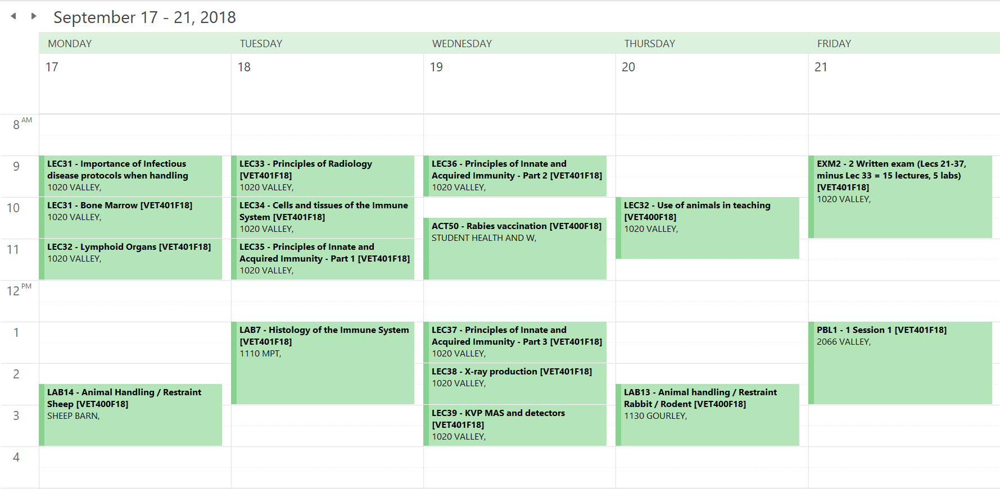 September 17 - 21, 2018
MONDAY
TUESDAY
WEDNESDAY
THURSDAY
FRIDAY
17
18
19
20
21
8 AM
9
10
11
12 PM
1
2
3
4
LEC31 - Importance of Infectious
disease protocols when handling
1020 VALLEY,
LEC31 - Bone Marrow [VET401F18]
1020 VALLEY,
LEC32 - Lymphoid Organs [VET401F18]
1020 VALLEY,
LAB14 - Animal Handling / Restraint
Sheep [VET400F18]
SHEEP BARN,
LEC33 - Principles of Radiology
[VET401F18]
1020 VALLEY,
LEC34 - Cells and tissues of the Immune
System [VET401F18]
1020 VALLEY,
LEC35 - Principles of Innate and
Acquired Immunity - Part 1 [VET401F18]
1020 VALLEY,
LAB7 - Histology of the Immune System
[VET401F18]
1110 MPT,
LEC36 - Principles of Innate and
Acquired Immunity - Part 2 [VET401F18]
1020 VALLEY,
ACT50 - Rabies vaccination [VET400F18]
STUDENT HEALTH AND W,
LEC37 - Principles of Innate and
Acquired Immunity - Part 3 [VET401F18]
1020 VALLEY,
LEC38 - X-ray production [VET401F18]
1020 VALLEY,
LEC39 - KVP MAS and detectors
[VET401F18]
1020 VALLEY,
LEC32 - Use of animals in teaching
[VET400F18]
1020 VALLEY,
LAB13 - Animal handling / Restraint
Rabbit / Rodent [VET400F18]
1130 GOURLEY,
EXM2 - 2 Written exam (Lecs 21-37,
minus Lec 33 = 15 lectures, 5 labs)
[VET401F18]
1020 VALLEY,
PBL1 - 1 Session 1 [VET401F18]
2066 VALLEY,